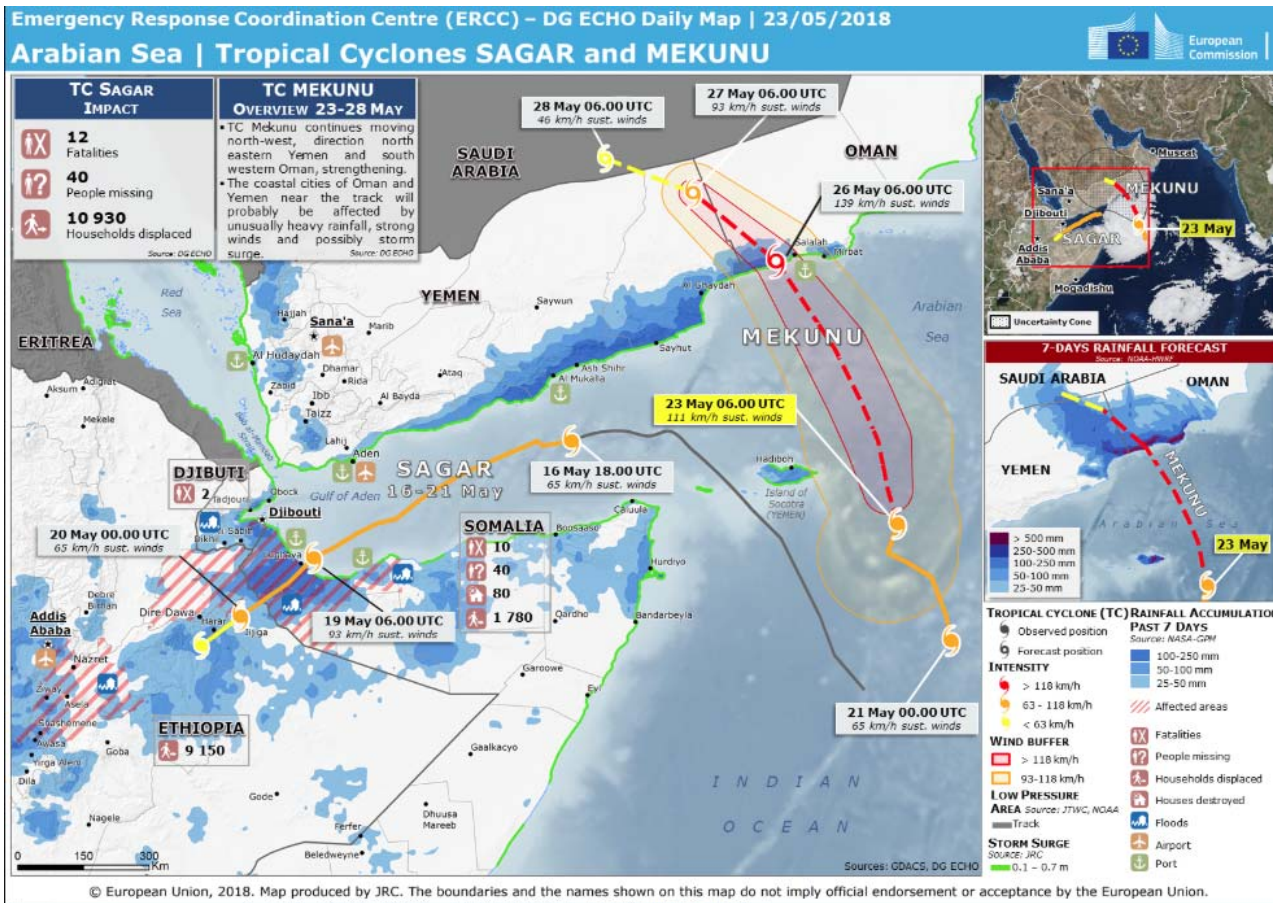 Emergency Response Coordination Centre (ERCC) – DG ECHO Daily Map | 23/05/2018
Arabian Sea | Tropical Cyclones SAGAR and MEKUNU
European
Commission
TC SAGAR
IMPACT
12
Fatalities
40
People missing
10 930
Households displaced
Source: DG ECHO
TC MEKUNU
OVERVIEW 23-28 MAY
• TC Mekunu continues moving
north-west, direction north
eastern Yemen and south
western Oman, strengthening.
• The coastal cities of Oman and
Yemen near the track will
probably be affected by
unusually heavy rainfall, strong
winds and possibly storm
surge.
Source: DG ECHO
28 May 06.00 UTC
46 km/h sust. winds
27 May 06.00 UTC
93 km/h sust. winds
SAUDI
ARABIA
OMAN
26 May 06.00 UTC
139 km/h sust. winds
Salalah
Mirbat
Al Ghaydah
Red
Sea
YEMEN
Saywun
Arabian
Sea
Hajjah
Sana'a
Marib
MEKUNU
ERITREA
Al Hudaydah
Sayhut
Dhamar
Rida
Ataq
Ash Shihr
Al Mukalla
Aksum
Adigrat
Zabid
Ibb
Taizz
Al Bayda
23 May 06.00 UTC
111 km/h sust. winds
Mekele
Bab al-Mandab
Strait
Lahij
Aden
SAGAR
16-21 May
16 May 18.00 UTC
65 km/h sust. winds
Hadiboh
Island of
Socotra
(YEMEN)
DJIBUTI
2
Tadjoura
Obock
Gulf of Aden
Djibouti
Dikhil
20 May 00.00 UTC
65 km/h sust. winds
SOMALIA
10
40
80
1 780
Caluula
Boosaaso
Hurdiyo
Debre
Birhan
Dire Dawa
Harar
Jijiga
19 May 06.00 UTC
93 km/h sust. winds
Qardho
Bandarbeyla
Addis
Ababa
Nazret
Garoowe
Ziway
Asela
Eyl
21 May 00.00 UTC
65 km/h sust. winds
Shashemene
Awasa
Goba
ETHIOPIA
9 150
Yirga Alem
Dila
Gaalkacyo
INDIAN
OCEAN
Gode
Nagele
Dhuusa
Mareeb
Ferfer
Beledweyne
0 150 300
Km
Sources: GDACS, DG ECHO
Muscat
Sana'a
MEKUNU
Djibouti
SAGAR
23 May
Addis
Ababa
Mogadishu
Uncertainty Cone
7-DAYS RAINFALL FORECAST
Source: NOAA-HWRF
SAUDI ARABIA
OMAN
YEMEN
MEKUNU
Arabian Sea
23 May
> 500 mm
250-500 mm
100-250 mm
50-100 mm
25-50 mm
TROPICAL CYCLONE (TC)
Observed position
Forecast position
INTENSITY
> 118 km/h
63 - 118 km/h
< 63 km/h
WIND BUFFER
> 118 km/h
93-118 km/h
LOW PRESSURE
AREA Source: JTWC, NOAA
Track
STORM SURGE
SOURCE: JRC
0.1 - 0.7 m
RAINFALL ACCUMULATION
PAST 7 DAYS
Source: NASA-GPM
100-250 mm
50-100 mm
25-50 mm
Affected areas
Fatalities
People missing
Households displaced
Houses destroyed
Floods
Airport
Port
© European Union, 2018. Map produced by JRC. The boundaries and the names shown on this map do not imply official endorsement or acceptance by the European Union.